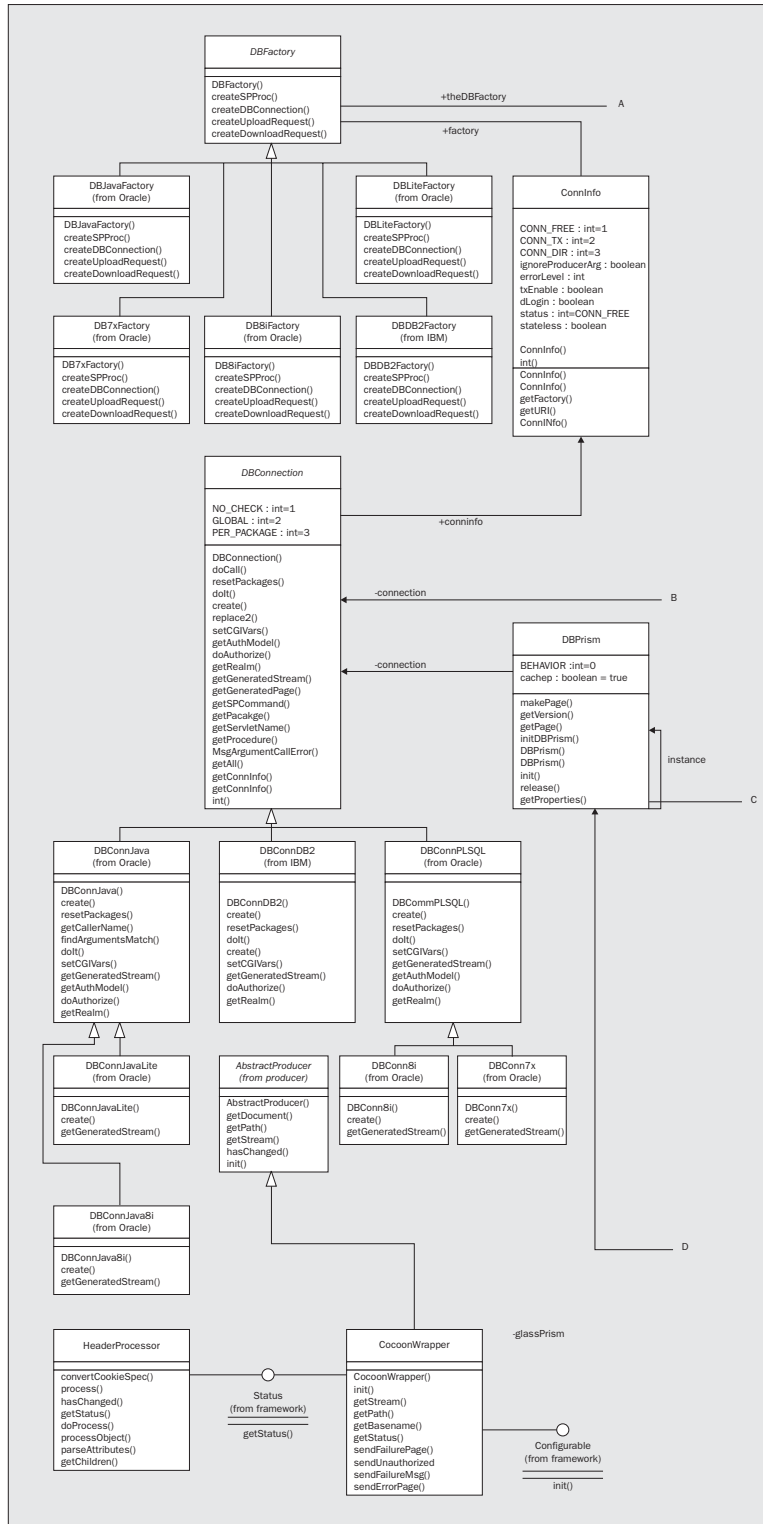 DBFactory
DBFactory()
createSPProc()
createDBConnection()
createUploadRequest()
createDownloadRequest()
+theDBFactory
A
+factory
DBJavaFactory
(from Oracle)
DBJavaFactory()
createSPProc()
createDBConnection()
createUploadRequest()
createDownloadRequest()
DBLiteFactory
(from Oracle)
DBLiteFactory()
createSPProc()
createDBConnection()
createUploadRequest()
createDownloadRequest()
ConnInfo
CONN_FREE : int=1
CONN_TX : int=2
CONN_DIR : int=3
ignoreProducerArg : boolean
errorLevel : int
txEnable : boolean
dLogin : boolean
status : int=CONN_FREE
stateless : boolean
ConnInfo()
int()
ConnInfo()
ConnInfo()
getFactory()
getURI()
ConnINfo()
DB7xFactory
(from Oracle)
DB7xFactory()
createSPProc()
createDBConnection()
createUploadRequest()
createDownloadRequest()
DB8iFactory
(from Oracle)
DB8iFactory()
createSPProc()
createDBConnection()
createUploadRequest()
createDownloadRequest()
DBDB2Factory
(from IBM)
DBDB2Factory()
createSPProc()
createDBConnection()
createUploadRequest()
createDownloadRequest()
DBConnection
NO_CHECK : int=1
GLOBAL : int=2
PER_PACKAGE : int=3
DBConnection()
doCall()
resetPackages()
doIt()
create()
replace2()
setCGIVars()
getAuthModel()
doAuthorize()
getRealm()
getGeneratedStream()
getGeneratedPage()
getSPCommand()
getPacakge()
getServletName()
getProcedure()
MsgArgumentCallError()
getAll()
getConnInfo()
getConnInfo()
int()
+conninfo
-connection
B
-connection
DBPrism
BEHAVIOR :int=0
cachep : boolean = true
makePage()
getVersion()
getPage()
initDBPrism()
DBPrism()
DBPrism()
init()
release()
getProperties()
instance
C
DBConnJava
(from Oracle)
DBConnJava()
create()
resetPackages()
getCallerName()
findArgumentsMatch()
doIt()
setCGIVars()
getGeneratedStream()
getAuthModel()
doAuthorize()
getRealm()
DBConnDB2
(from IBM)
DBConnDB2()
create()
resetPackages()
doIt()
create()
setCGIVars()
getGeneratedStream()
doAuthorize()
getRealm()
DBConnPLSQL
(from Oracle)
DBCommPLSQL()
create()
resetPackages()
doIt()
setCGIVars()
getGeneratedStream()
getAuthModel()
doAuthorize()
getRealm()
DBConnJavaLite
(from Oracle)
DBConnJavaLite()
create()
getGeneratedStream()
AbstractProducer
(from producer)
AbstractProducer()
getDocument()
getPath()
getStream()
hasChanged()
init()
DBConn8i
(from Oracle)
DBConn8i()
create()
getGeneratedStream()
DBConn7x
(from Oracle)
DBConn7x()
create()
getGeneratedStream()
DBConnJava8i
(from Oracle)
DBConnJava8i()
create()
getGeneratedStream()
D
HeaderProcessor
convertCookieSpec()
process()
hasChanged()
getStatus()
doProcess()
processObject()
parseAttributes()
getChildren()
Status
(from framework)
getStatus()
CocoonWrapper
CocoonWrapper()
init()
getStream()
getPath()
getBasename()
getStatus()
sendFailurePage()
sendUnauthorized
sendFailureMsg()
sendErrorPage()
-glassPrism
Configurable
(from framework)
init()